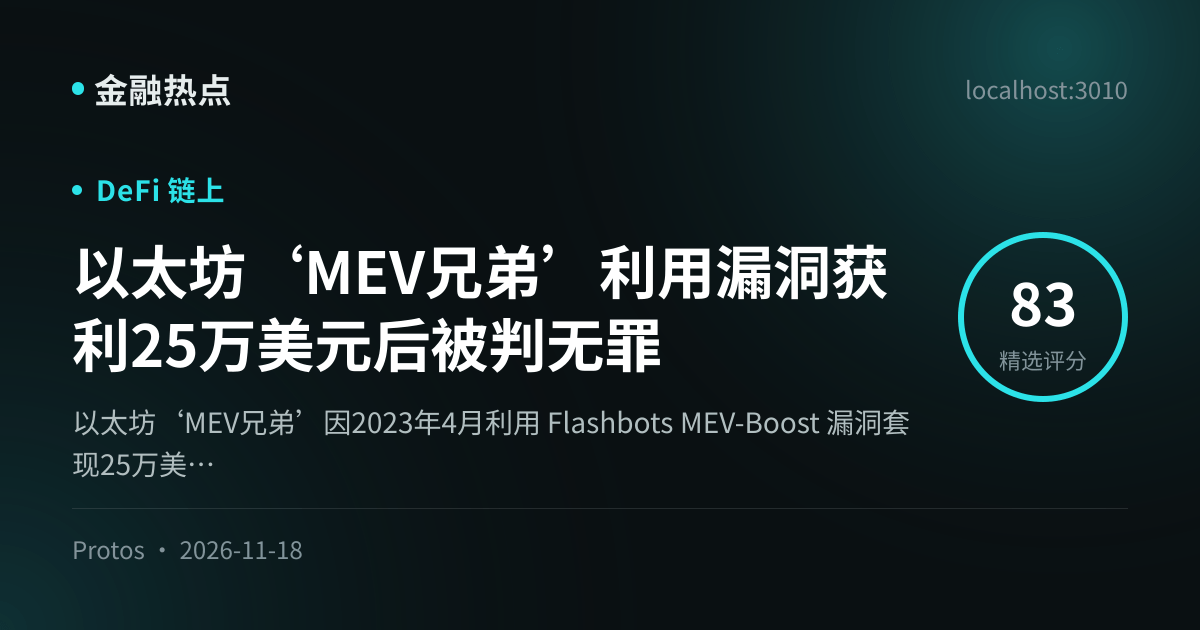 金融热点
localhost:3010
DeFi 链上
以太坊‘MEV兄弟’利用漏洞获
利25万美元后被判无罪
83
精选评分
以太坊‘MEV兄弟’因2023年4月利用 Flashbots MEV-Boost 漏洞套
现25万美…
Protos · 2026-11-18